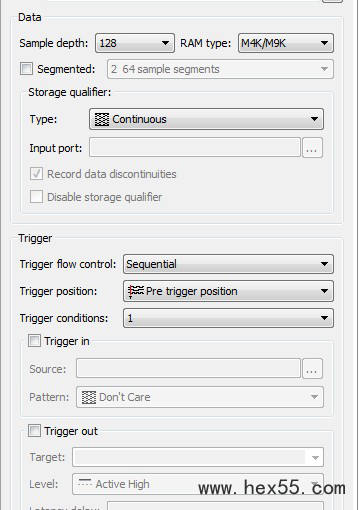 Data
Sample depth: 128 RAM type: M4K/M9K
Segmented: 2 64 sample segments
Storage qualifier:
Type: Continuous
Input port: ...
Record data discontinuities
Disable storage qualifier
Trigger
Trigger flow control: Sequential
Trigger position: Pre trigger position
Trigger conditions: 1
Trigger in
Source: ...
Pattern: Don't Care
Trigger out
Target:
Level: Active High
www.hex55.com